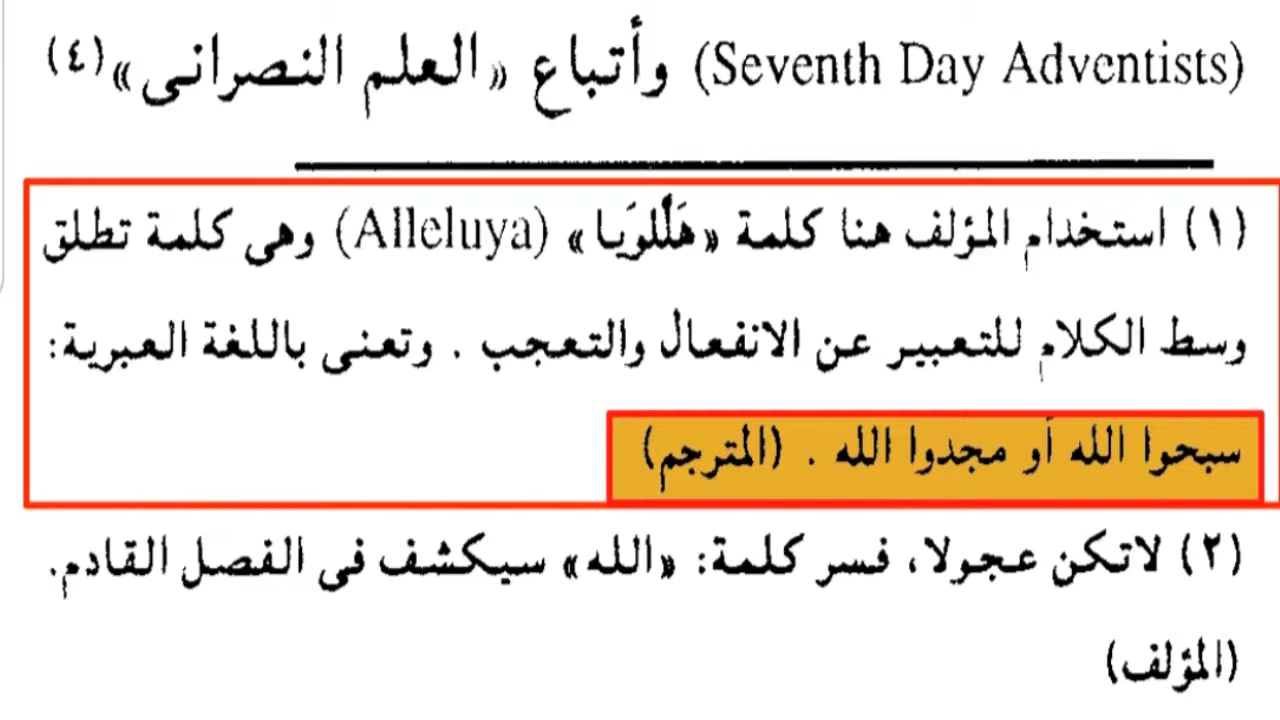 (Seventh Day Adventists) وأتباع «العلم النصرانى»(٤)
(١) استخدام المؤلف هنا كلمة «هَلُّلويَا» (Alleluya) وهى كلمة تطلق
وسط الكلام للتعبير عن الانفعال والتعجب . وتعنى باللغة العبرية:
سبحوا الله أو مجدوا الله . (المترجم)
(٢) لاتكن عجولا، فسر كلمة: «الله» سيكشف فى الفصل القادم.
(المؤلف)